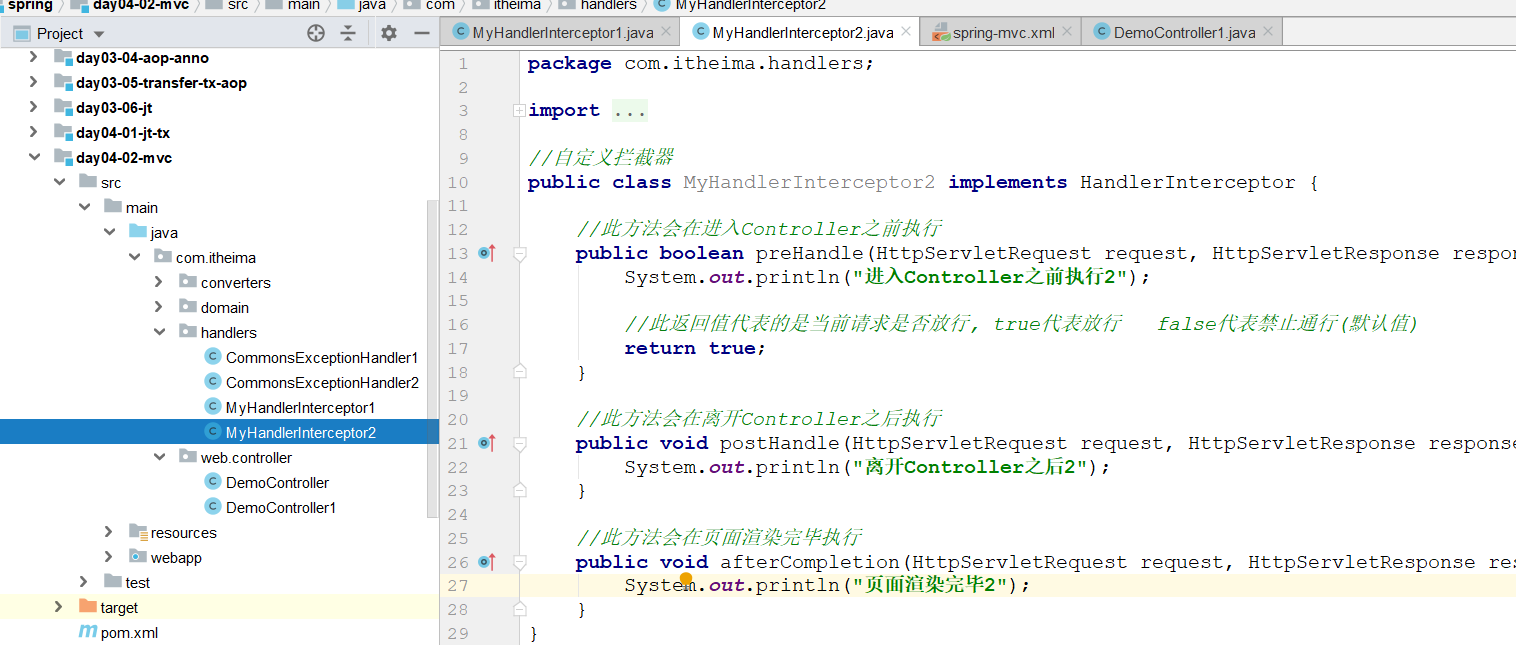 spring day04-02-mvc src main java com itheima handlers MyHandlerInterceptor2
Project
MyHandlerInterceptor1.java MyHandlerInterceptor2.java spring-mvc.xml DemoController1.java
day03-04-aop-anno
day03-05-transfer-tx-aop
day03-06-jt
day04-01-jt-tx
day04-02-mvc
src
main
java
com.itheima
converters
domain
handlers
CommonsExceptionHandler1
CommonsExceptionHandler2
MyHandlerInterceptor1
MyHandlerInterceptor2
web.controller
DemoController
DemoController1
resources
webapp
test
target
pom.xml
1 package com.itheima.handlers;
2
3 import ...
8
9 //自定义拦截器
10 public class MyHandlerInterceptor2 implements HandlerInterceptor {
11
12 //此方法会在进入Controller之前执行
13 public boolean preHandle(HttpServletRequest request, HttpServletResponse respon
14 System.out.println("进入Controller之前执行2");
15
16 //此返回值代表的是当前请求是否放行, true代表放行 false代表禁止通行(默认值)
17 return true;
18 }
19
20 //此方法会在离开Controller之后执行
21 public void postHandle(HttpServletRequest request, HttpServletResponse response
22 System.out.println("离开Controller之后2");
23 }
24
25 //此方法会在页面渲染完毕执行
26 public void afterCompletion(HttpServletRequest request, HttpServletResponse res
27 System.out.println("页面渲染完毕2");
28 }
29 }